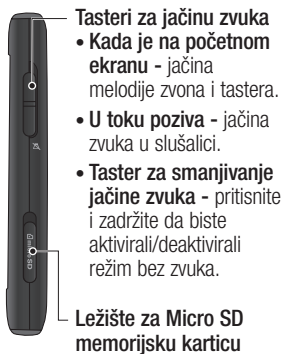 Tasteri za jačinu zvuka
• Kada je na početnom
ekranu - jačina
melodije zvona i tastera.
• U toku poziva - jačina
zvuka u slušalici.
• Taster za smanjivanje
jačine zvuka - pritisnite
i zadržite da biste
aktivirali/deaktivirali
režim bez zvuka.
microSD
Ležište za Micro SD
memorijsku karticu